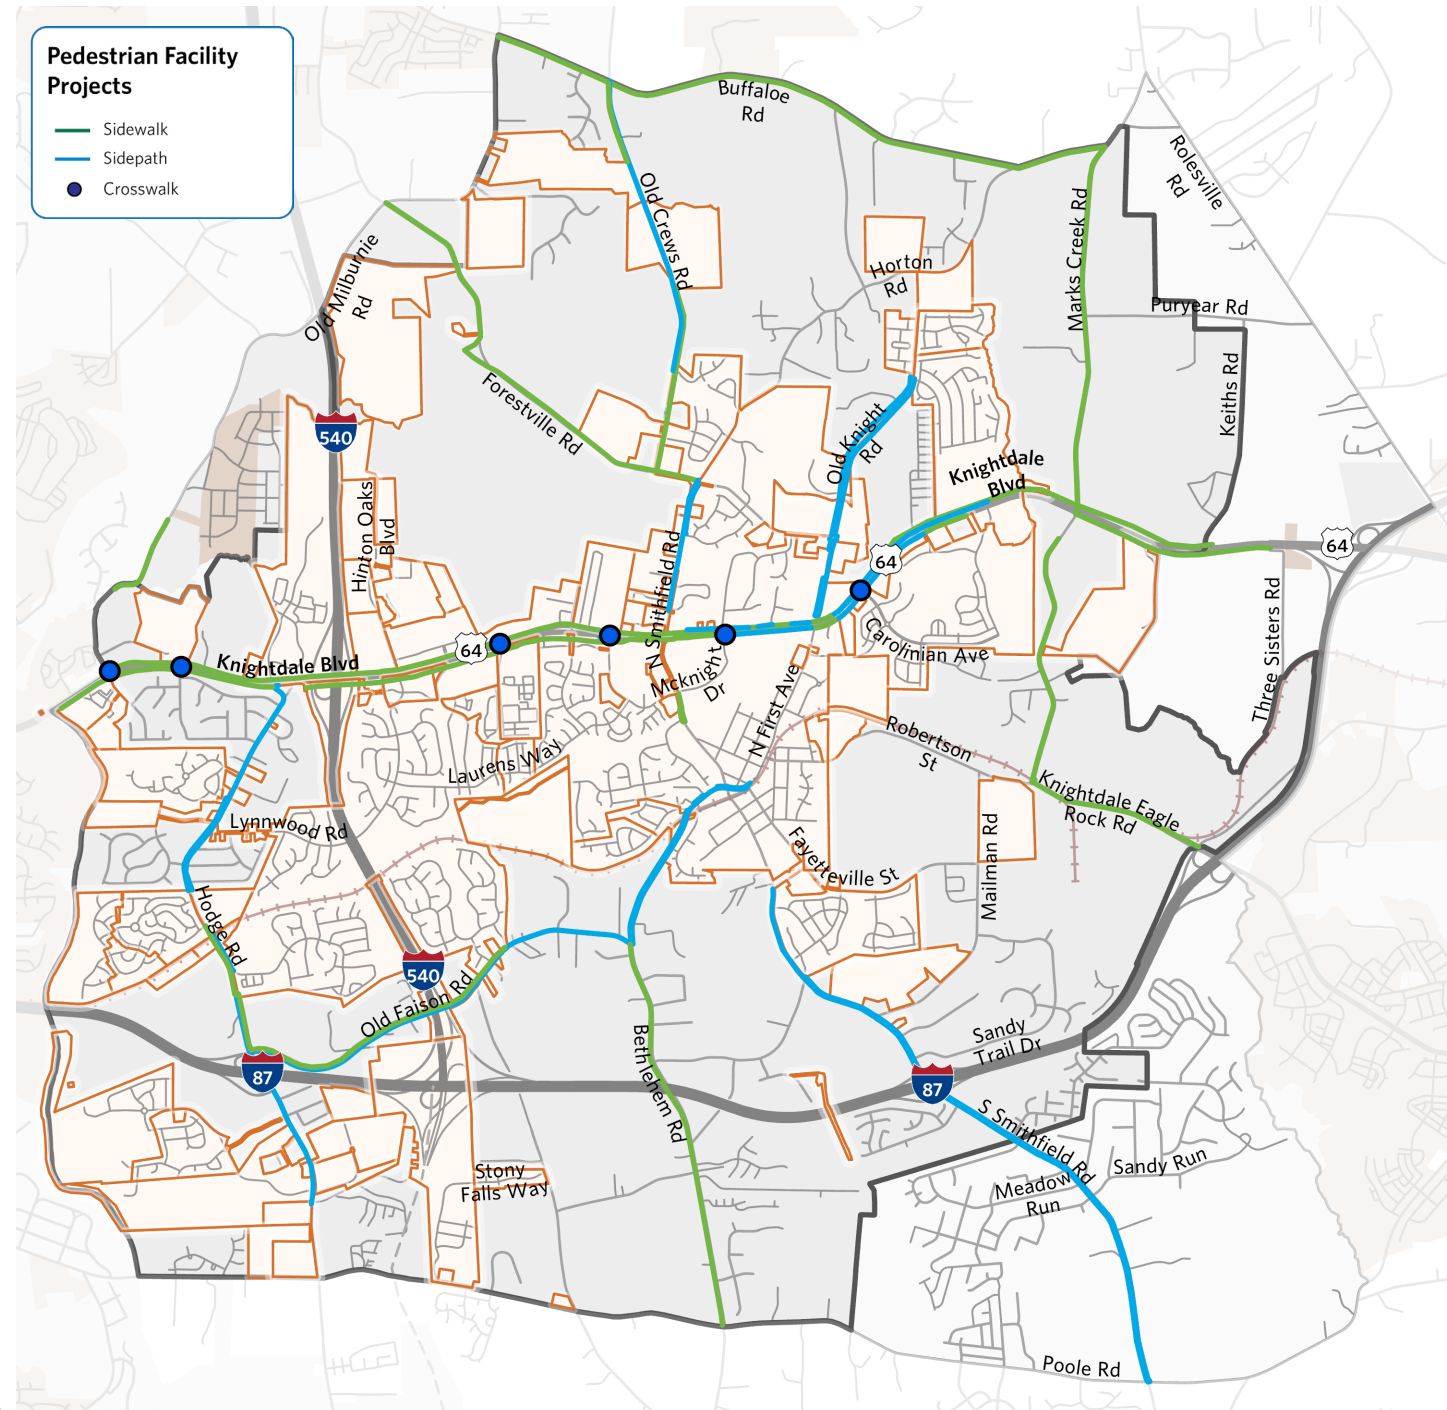 Pedestrian Facility
Projects
Sidewalk
Sidepath
Crosswalk
Buffaloe
Rd
Rolesville
Rd
Old Crews Rd
Marks Creek Rd
Old Milburnie
Rd
Horton
Rd
Puryear Rd
Keiths Rd
Forestville Rd
540
Old Knight
Rd
Knightdale
Blvd
Hinton Oaks
Blvd
N Smithfield Rd
64
64
64
Knightdale Blvd
Mcknight
Dr
Carolinian Ave
Three Sisters Rd
N First Ave
Laurens Way
Robertson
St
Knightdale Eagle
Rock Rd
Lynnwood Rd
Fayetteville St
Mailman Rd
Hodge Rd
540
Old Faison Rd
Sandy
Trail Dr
87
87
Bethlehem Rd
S Smithfield Rd
Sandy Run
Meadow
Run
Stony
Falls Way
Poole Rd